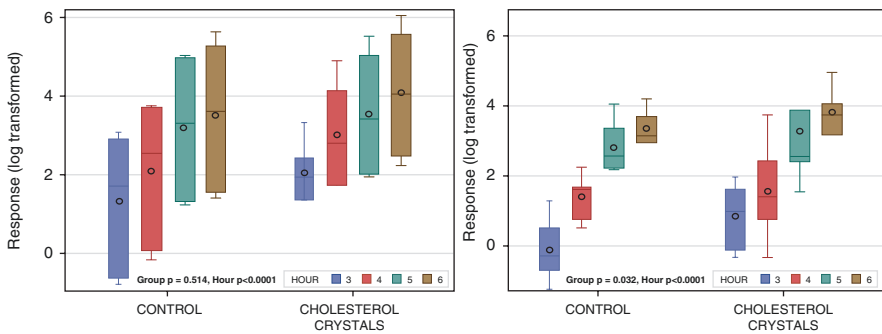 Response (log transformed)
6
4
2
0
Group p = 0.514, Hour p<0.0001
HOUR 3 4 5 6
CONTROL
CHOLESTEROL
CRYSTALS
Response (log transformed)
6
4
2
0
Group p = 0.032, Hour p<0.0001
HOUR 3 4 5 6
CONTROL
CHOLESTEROL
CRYSTALS